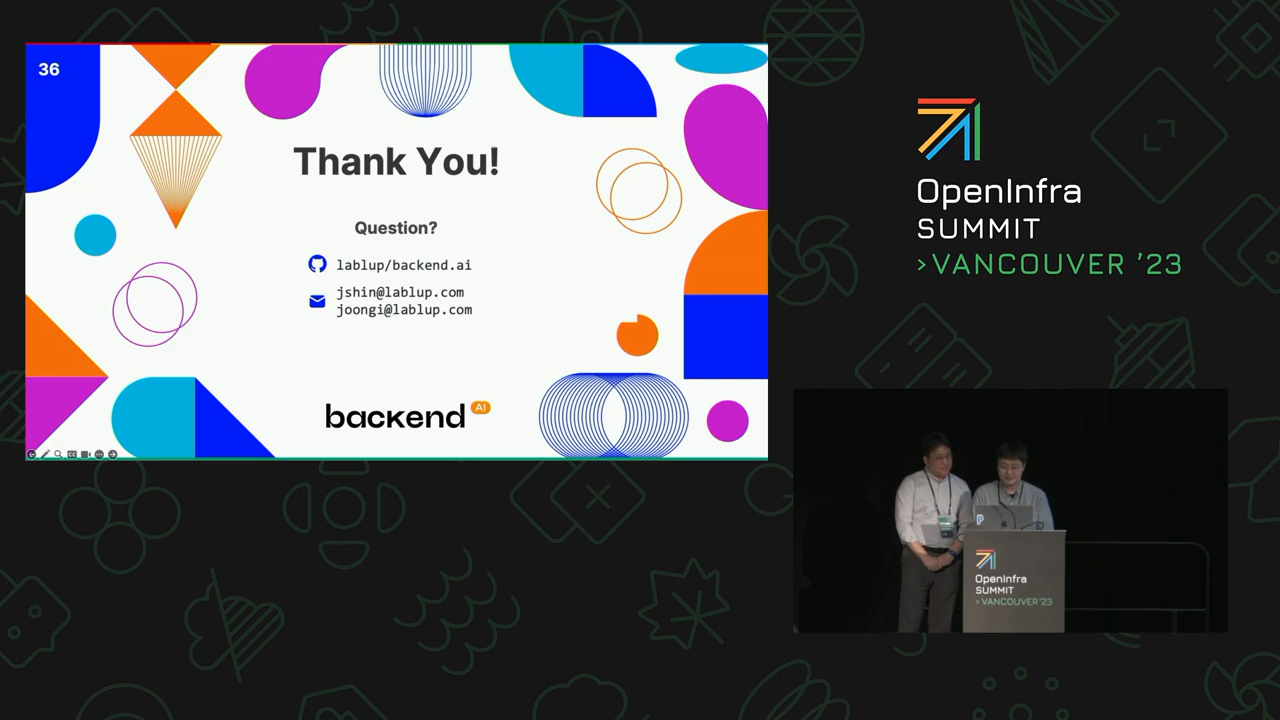 36
Thank You!
Question?
lablup/backend.ai
jshin@lablup.com
joongi@lablup.com
backend AI
OpenInfra
SUMMIT
>VANCOUVER ’23
OpenInfra
SUMMIT
>VANCOUVER ’23